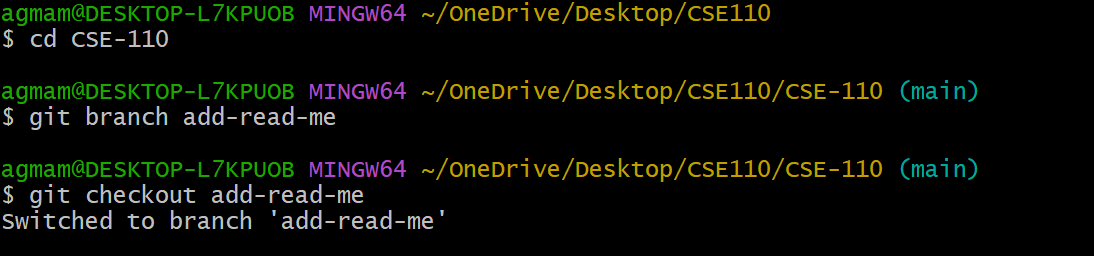 agmam@DESKTOP-L7KPUOB MINGW64 ~/OneDrive/Desktop/CSE110
$ cd CSE-110
agmam@DESKTOP-L7KPUOB MINGW64 ~/OneDrive/Desktop/CSE110/CSE-110 (main)
$ git branch add-read-me
agmam@DESKTOP-L7KPUOB MINGW64 ~/OneDrive/Desktop/CSE110/CSE-110 (main)
$ git checkout add-read-me
Switched to branch 'add-read-me'